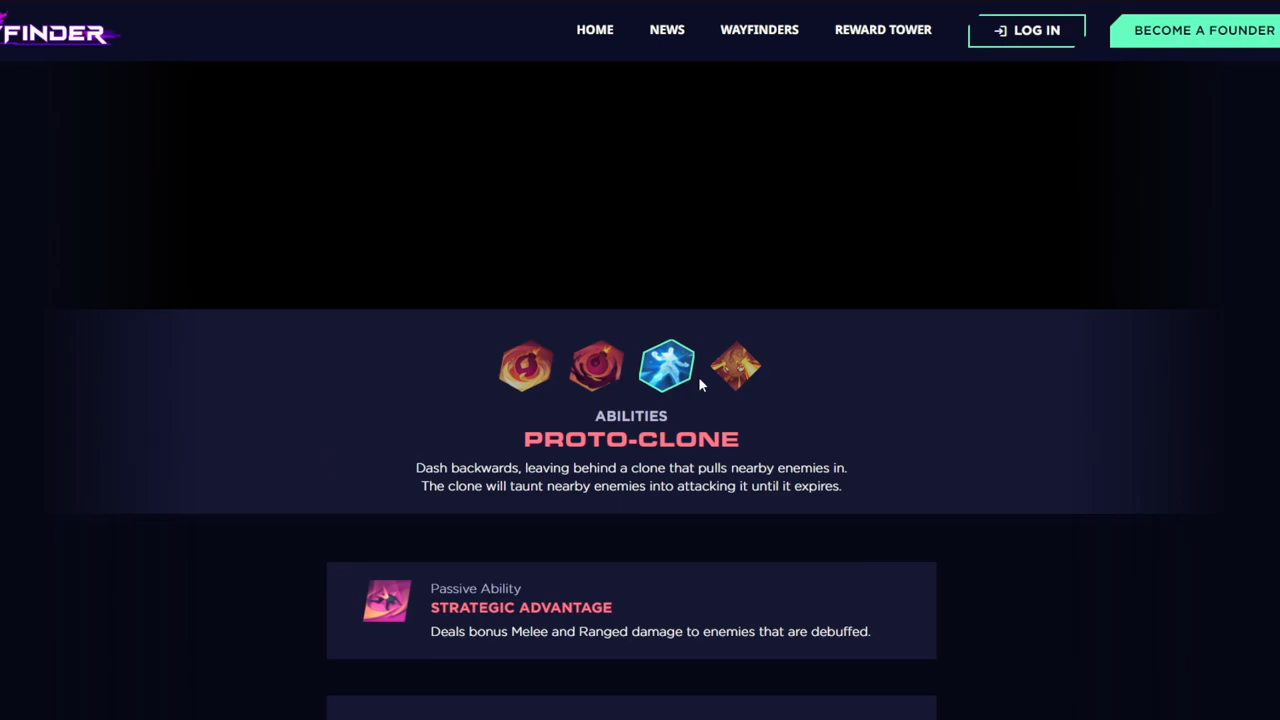 YFINDER
HOME
NEWS
WAYFINDERS
REWARD TOWER
LOG IN
BECOME A FOUNDER
ABILITIES
PROTO-CLONE
Dash backwards, leaving behind a clone that pulls nearby enemies in.
The clone will taunt nearby enemies into attacking it until it expires.
Passive Ability
STRATEGIC ADVANTAGE
Deals bonus Melee and Ranged damage to enemies that are debuffed.